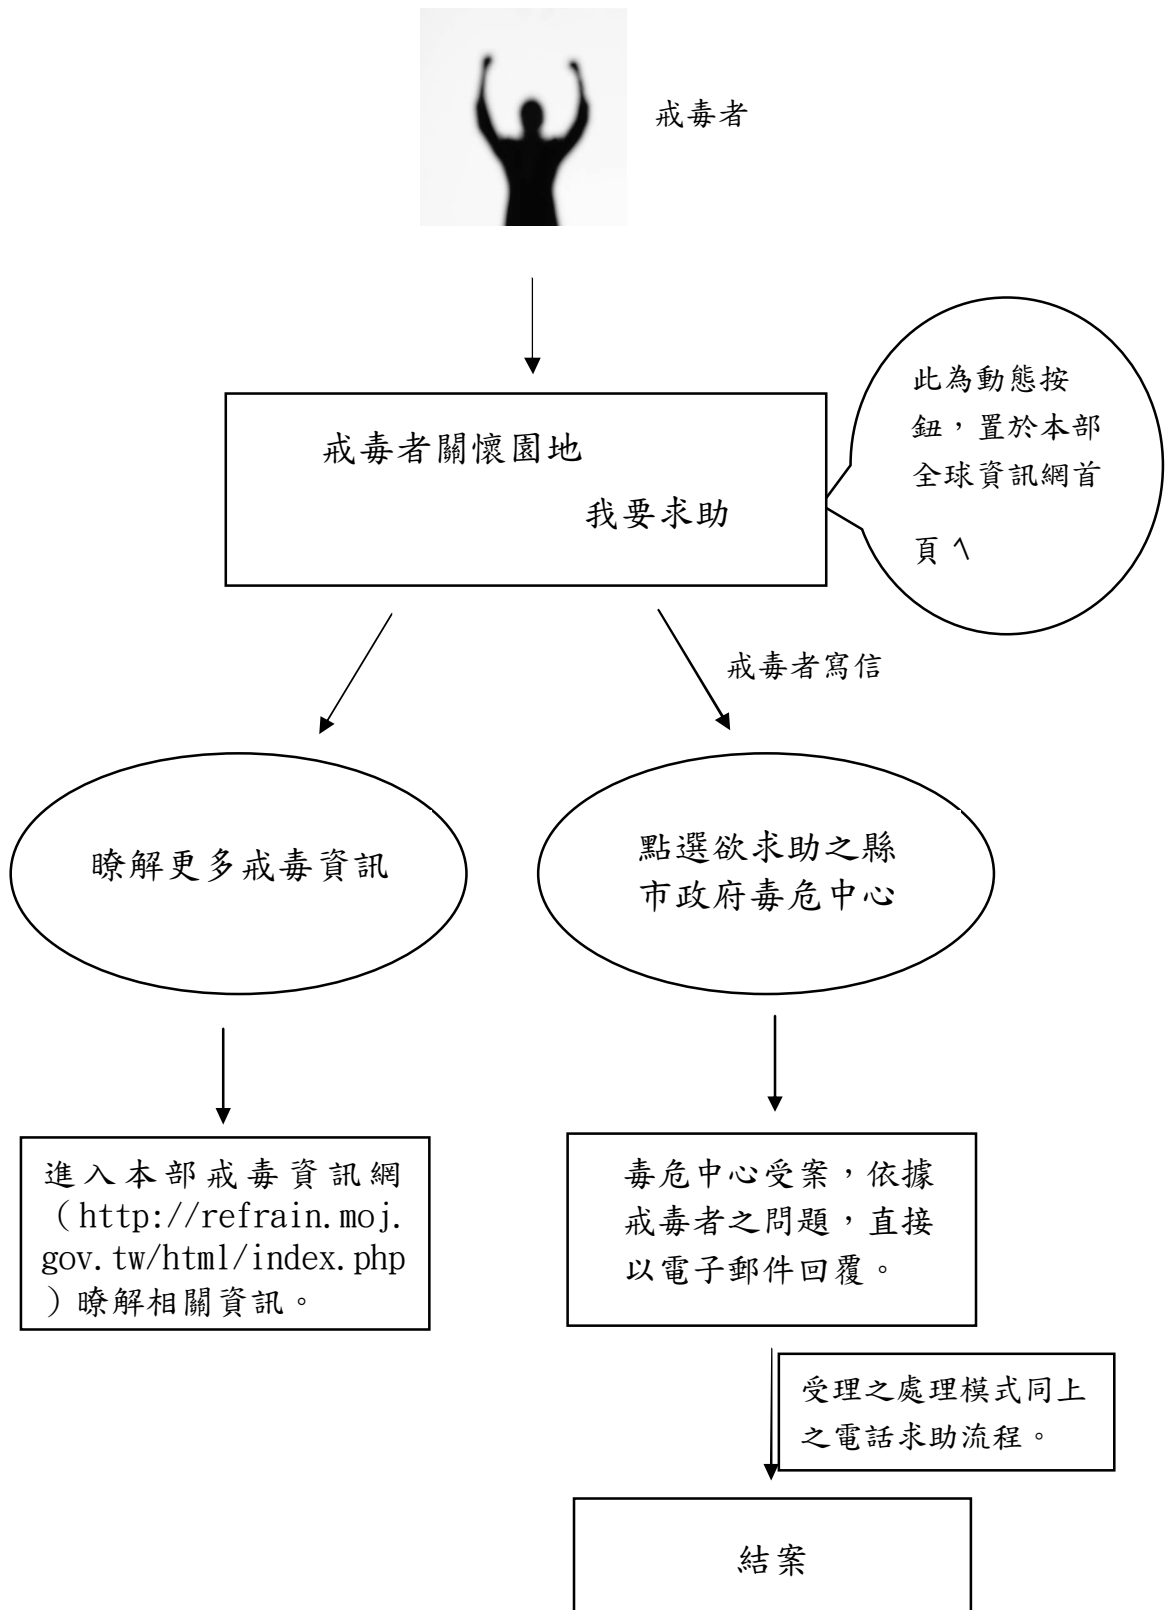 戒毒者
此為動態按
鈕，置於本部
全球資訊網首
頁ㄟ
戒毒者關懷園地
我要求助
戒毒者寫信
瞭解更多戒毒資訊
點選欲求助之縣
市政府毒危中心
進入本部戒毒資訊網
（http://refrain.moj.
gov.tw/html/index.php
）瞭解相關資訊。
毒危中心受案，依據
戒毒者之問題，直接
以電子郵件回覆。
受理之處理模式同上
之電話求助流程。
結案